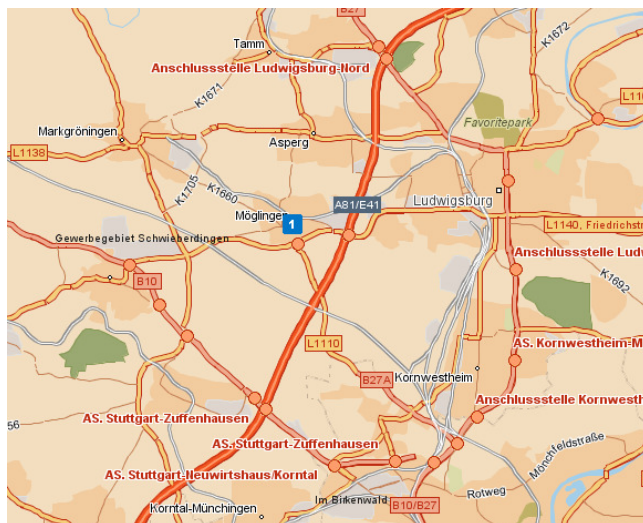 B27
K1672
Tamm
Anschlussstelle Ludwigsburg-Nord
K1671
L110
Favoritepark
Markgröningen
Asperg
L1138
K1705
K1660
A81/E41
Ludwigsburg
Möglingen
1
L1140, Friedrichstr
Gewerbegebiet Schwieberdingen
Anschlussstelle Ludw
B10
K1692
L1110
AS. Kornwestheim-M
B27A
Kornwestheim
Anschlussstelle Kornwesth
AS. Stuttgart-Zuffenhausen
56
AS. Stuttgart-Zuffenhausen
Mönchfeldstraße
AS. Stuttgart-Neuwirtshaus/Korntal
Rotweg
Im Birkenwald
Korntal-Münchingen
B10/B27